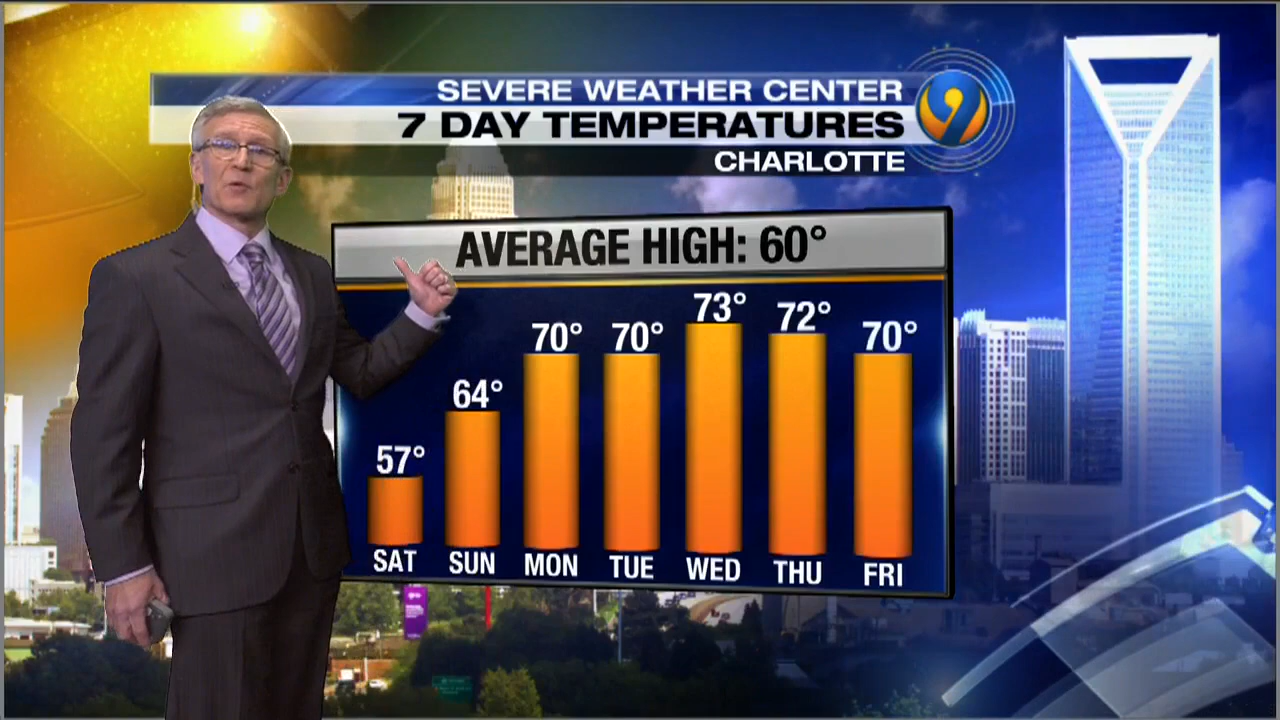 SEVERE WEATHER CENTER
9
7 DAY TEMPERATURES
CHARLOTTE
AVERAGE HIGH: 60°
57° 64° 70° 70° 73° 72° 70°
SAT SUN MON TUE WED THU FRI